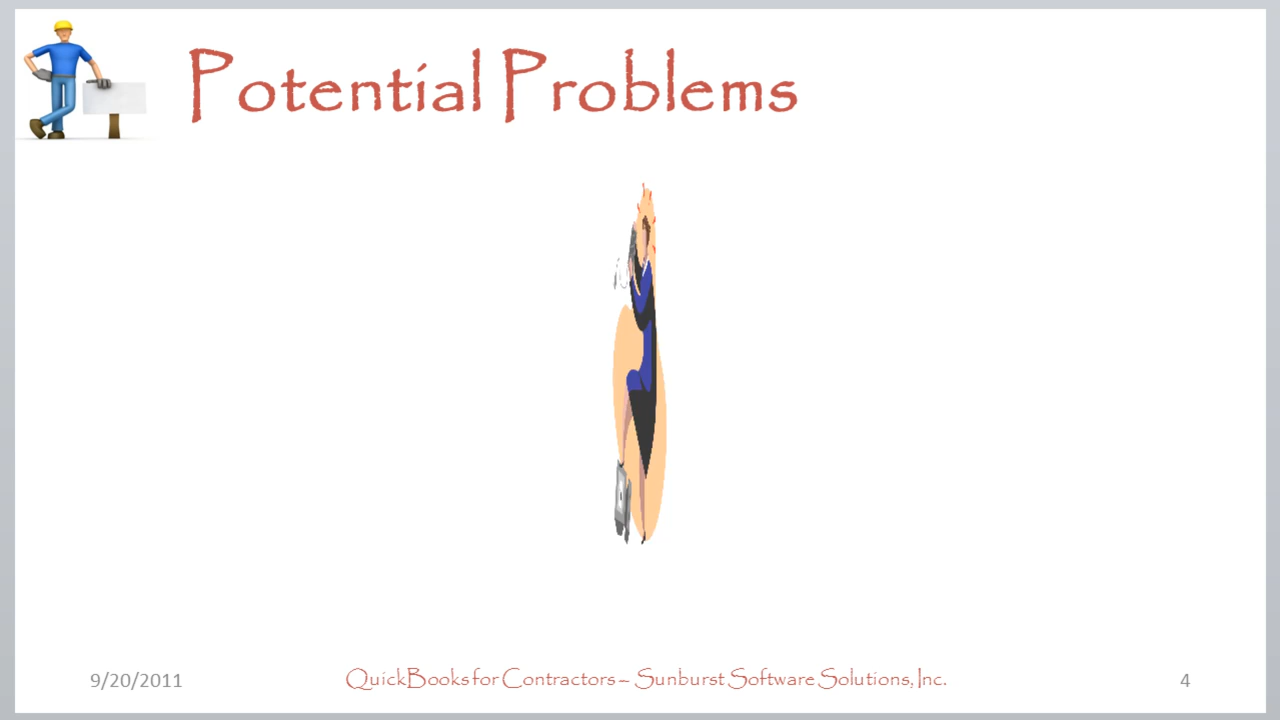 Potential Problems
9/20/2011
QuickBooks for Contractors – Sunburst Software Solutions, Inc.
4